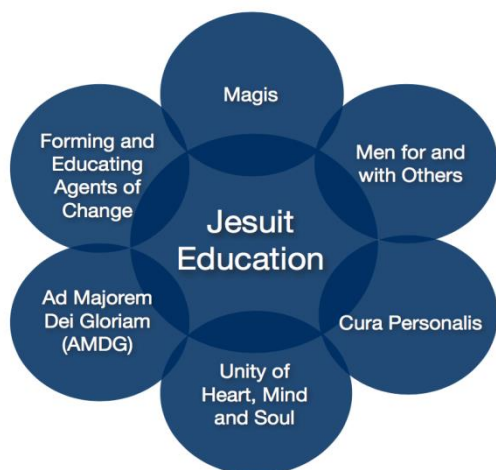 Magis
Forming and
Educating
Agents of
Change
Men for and
with Others
Jesuit
Education
Ad Majorem
Dei Gloriam
(AMDG)
Cura Personalis
Unity of
Heart, Mind
and Soul